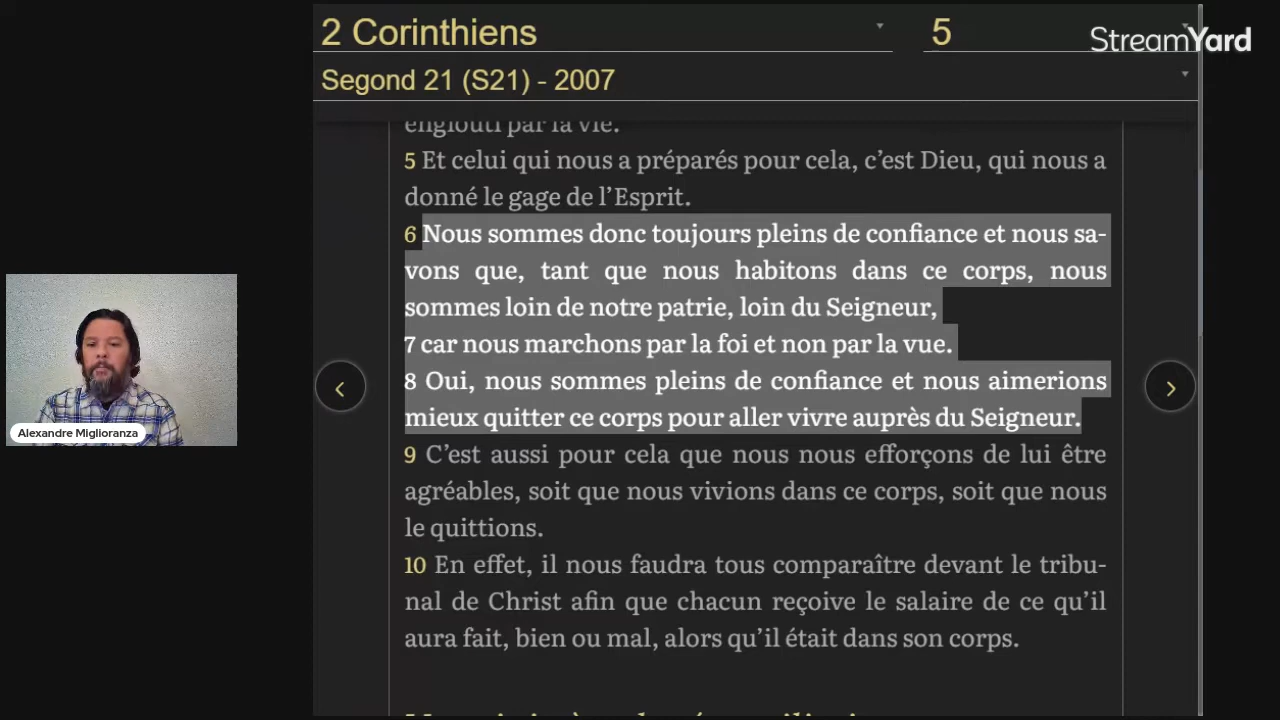 2 Corinthiens
5
StreamYard
Segond 21 (S21) - 2007
englouti par la vie.
5 Et celui qui nous a préparés pour cela, c’est Dieu, qui nous a
donné le gage de l’Esprit.
6 Nous sommes donc toujours pleins de confiance et nous sa-
vons que, tant que nous habitons dans ce corps, nous
sommes loin de notre patrie, loin du Seigneur,
7 car nous marchons par la foi et non par la vue.
8 Oui, nous sommes pleins de confiance et nous aimerions
mieux quitter ce corps pour aller vivre auprès du Seigneur.
9 C’est aussi pour cela que nous nous efforçons de lui être
agréables, soit que nous vivions dans ce corps, soit que nous
le quittions.
10 En effet, il nous faudra tous comparaître devant le tribu-
nal de Christ afin que chacun reçoive le salaire de ce qu’il
aura fait, bien ou mal, alors qu’il était dans son corps.
Alexandre Miglioranza